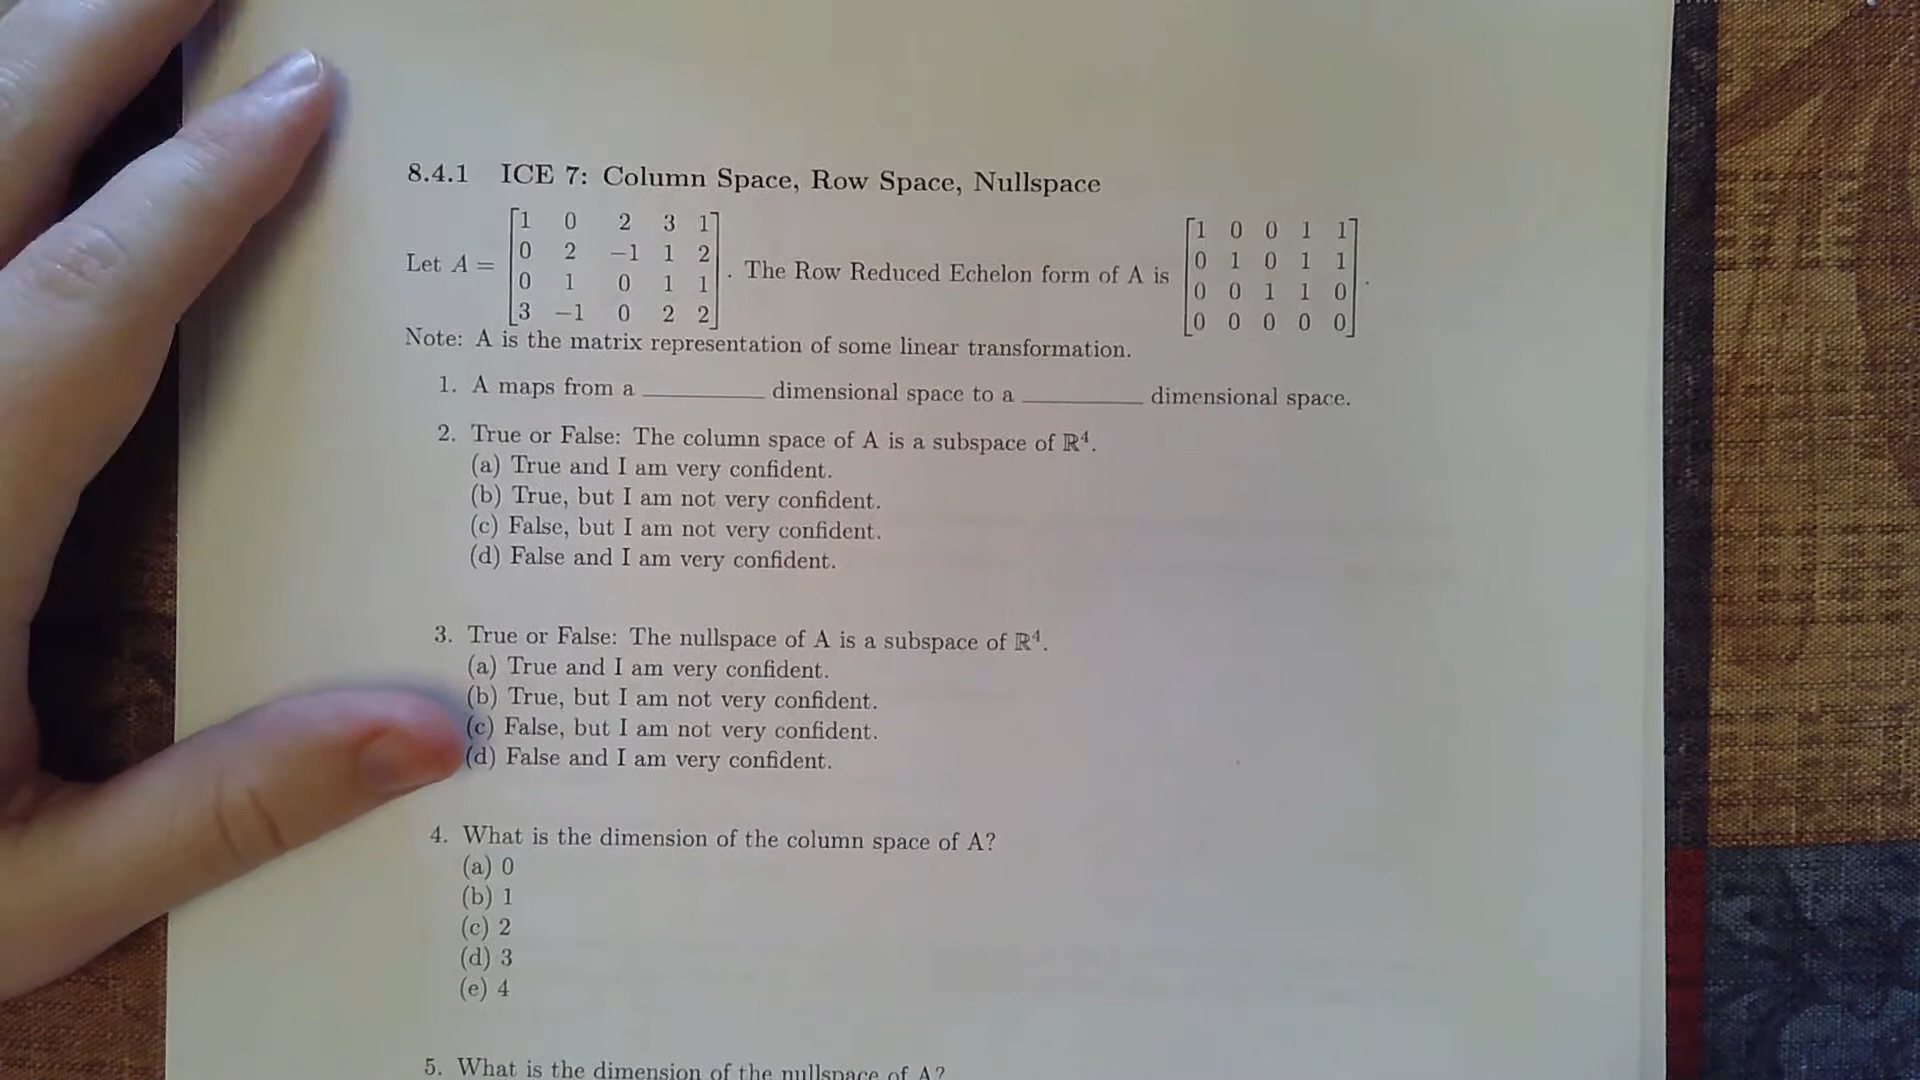 8.4.1 ICE 7: Column Space, Row Space, Nullspace
Let A = [1 0 2 3 1; 0 2 −1 1 2; 0 1 0 1 1; 3 −1 0 2 2]. The Row Reduced Echelon form of A is [1 0 0 1 1; 0 1 0 1 1; 0 0 1 1 0; 0 0 0 0 0].
Note: A is the matrix representation of some linear transformation.
1. A maps from a __________ dimensional space to a __________ dimensional space.
2. True or False: The column space of A is a subspace of ℝ⁴.
(a) True and I am very confident.
(b) True, but I am not very confident.
(c) False, but I am not very confident.
(d) False and I am very confident.
3. True or False: The nullspace of A is a subspace of ℝ⁴.
(a) True and I am very confident.
(b) True, but I am not very confident.
(c) False, but I am not very confident.
(d) False and I am very confident.
4. What is the dimension of the column space of A?
(a) 0
(b) 1
(c) 2
(d) 3
(e) 4
5. What is the dimension of the nullspace of A?